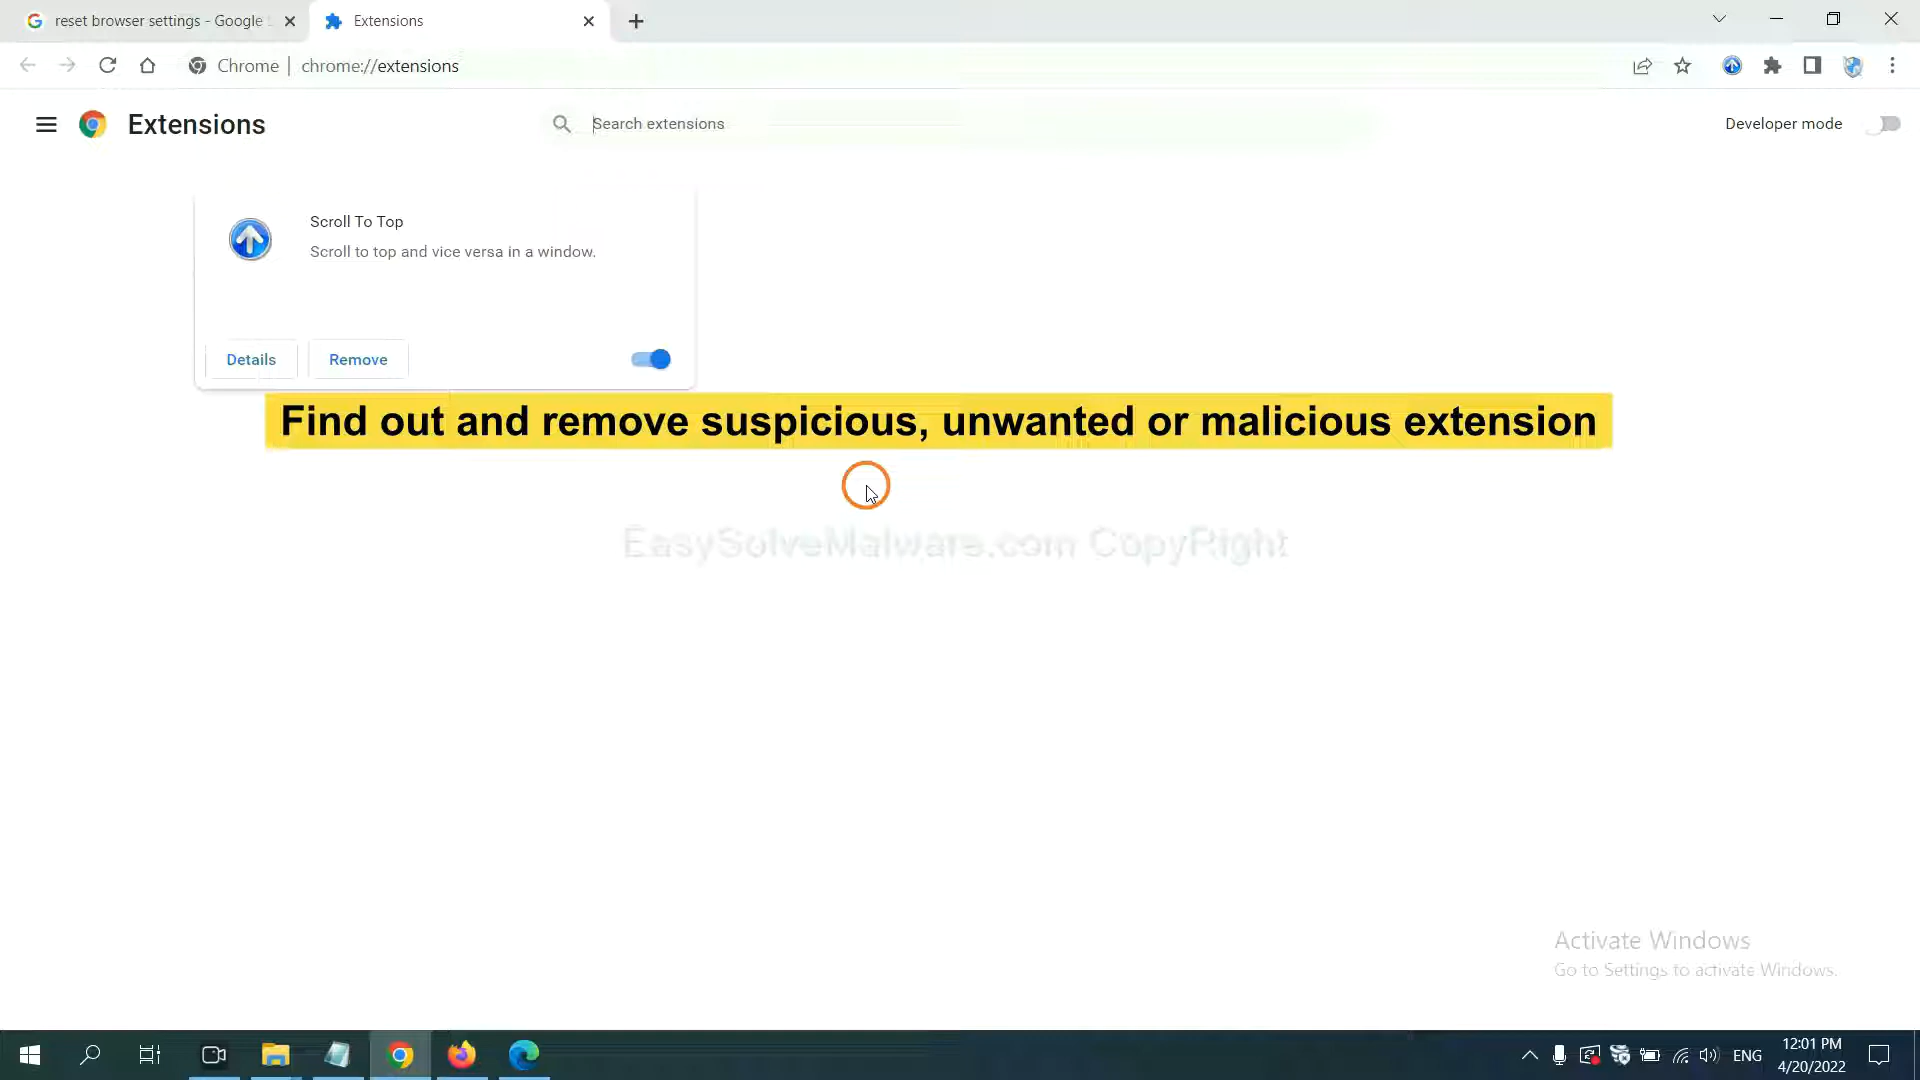 reset browser settings - Google
Extensions
Chrome
chrome://extensions
Extensions
Search extensions
Developer mode
Scroll To Top
Scroll to top and vice versa in a window.
Details
Remove
Find out and remove suspicious, unwanted or malicious extension
EasySolveMalware.com CopyRight
Activate Windows
Go to Settings to activate Windows.
ENG
12:01 PM
4/20/2022